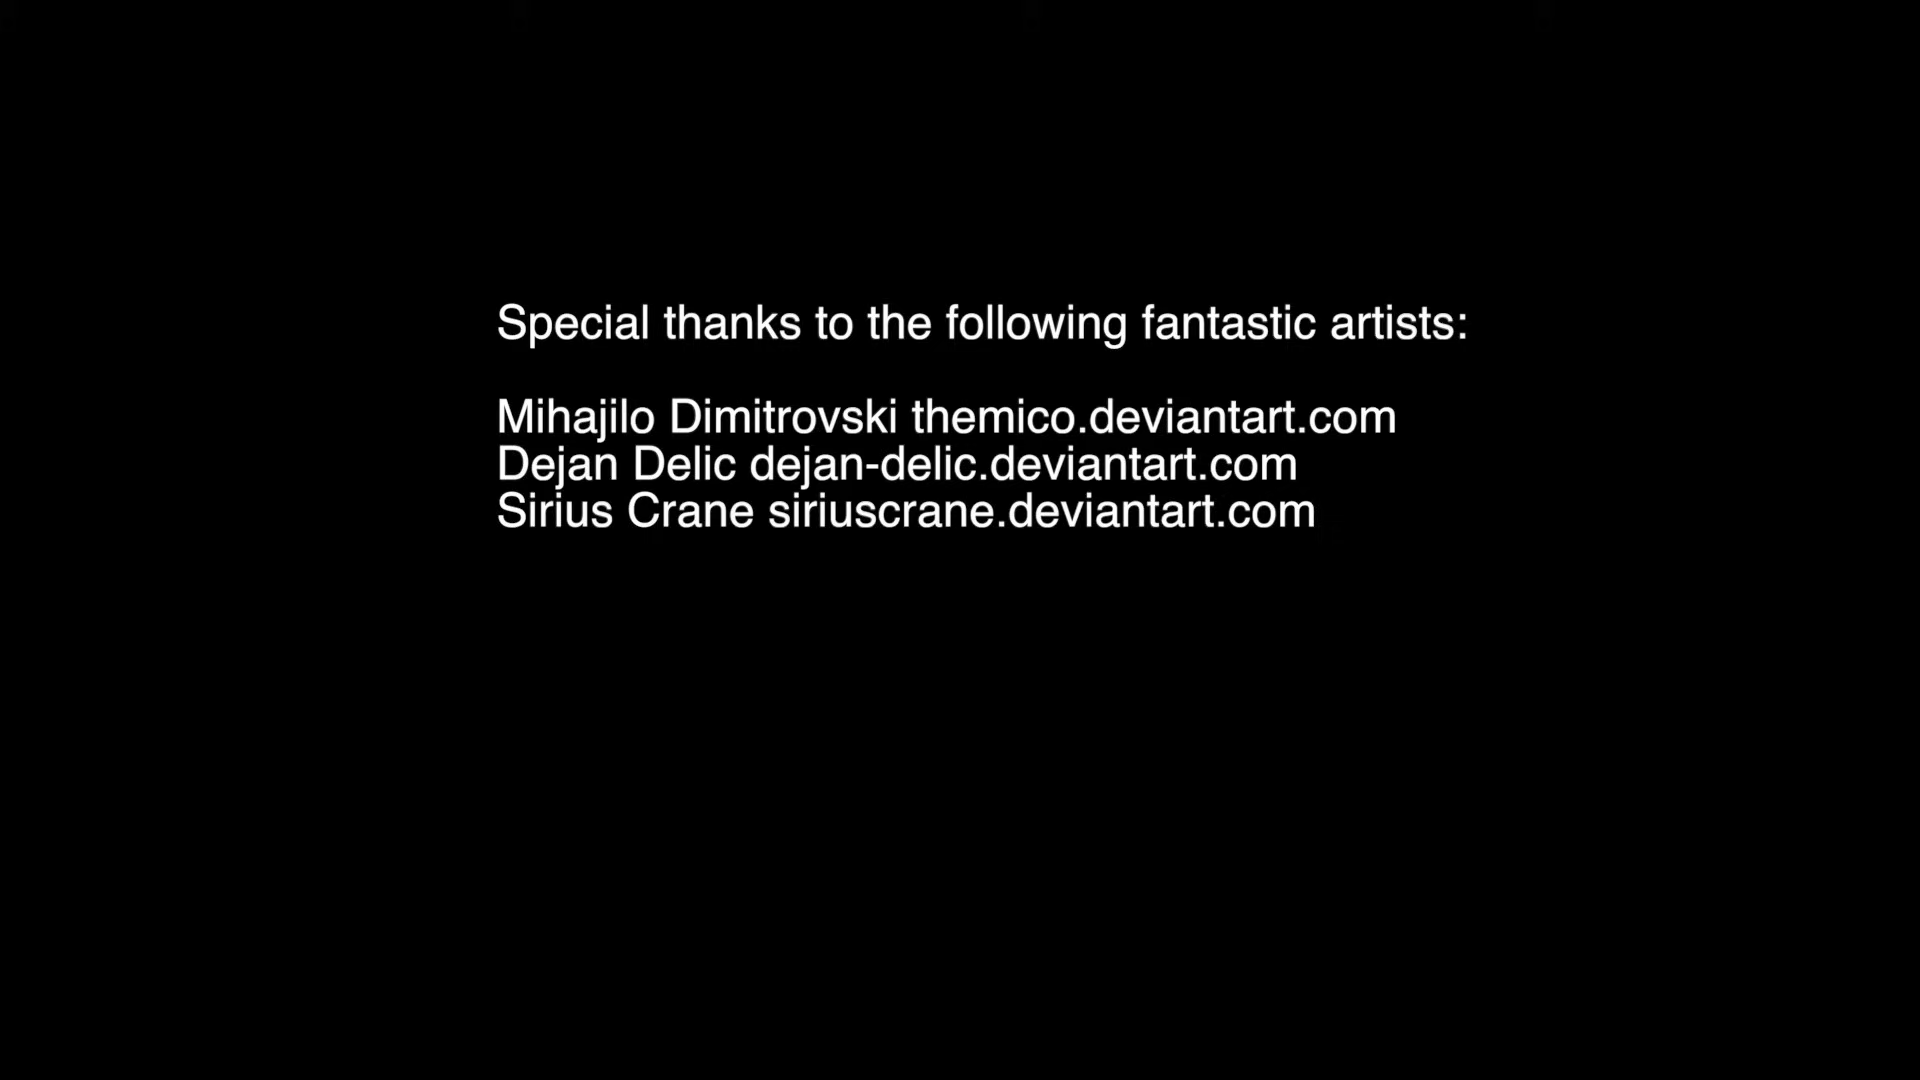 Special thanks to the following fantastic artists:
Mihajilo Dimitrovski themico.deviantart.com
Dejan Delic dejan-delic.deviantart.com
Sirius Crane siriuscrane.deviantart.com